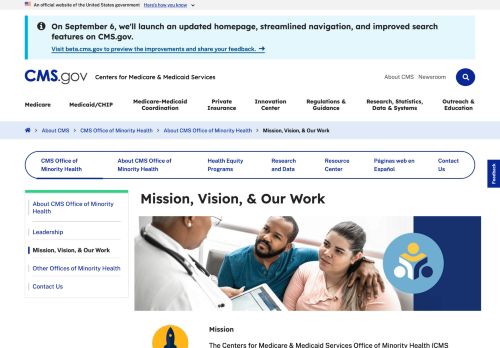 An official website of the United States government Here's how you know
On September 6, we'll launch an updated homepage, streamlined navigation, and improved search
features on CMS.gov.
Visit beta.cms.gov to preview the improvements and share your feedback.
CMS.gov Centers for Medicare & Medicaid Services
About CMS Newsroom
Medicare Medicaid/CHIP Medicare-Medicaid Coordination Private Insurance Innovation Center Regulations & Guidance Research, Statistics, Data & Systems Outreach & Education
About CMS CMS Office of Minority Health About CMS Office of Minority Health Mission, Vision, & Our Work
CMS Office of Minority Health About CMS Office of Minority Health Health Equity Programs Research and Data Resource Center Páginas web en Español Contact Us
Feedback
About CMS Office of Minority
Health
Leadership
Mission, Vision, & Our Work
Other Offices of Minority Health
Contact Us
Mission, Vision, & Our Work
Mission
The Centers for Medicare & Medicaid Services Office of Minority Health (CMS